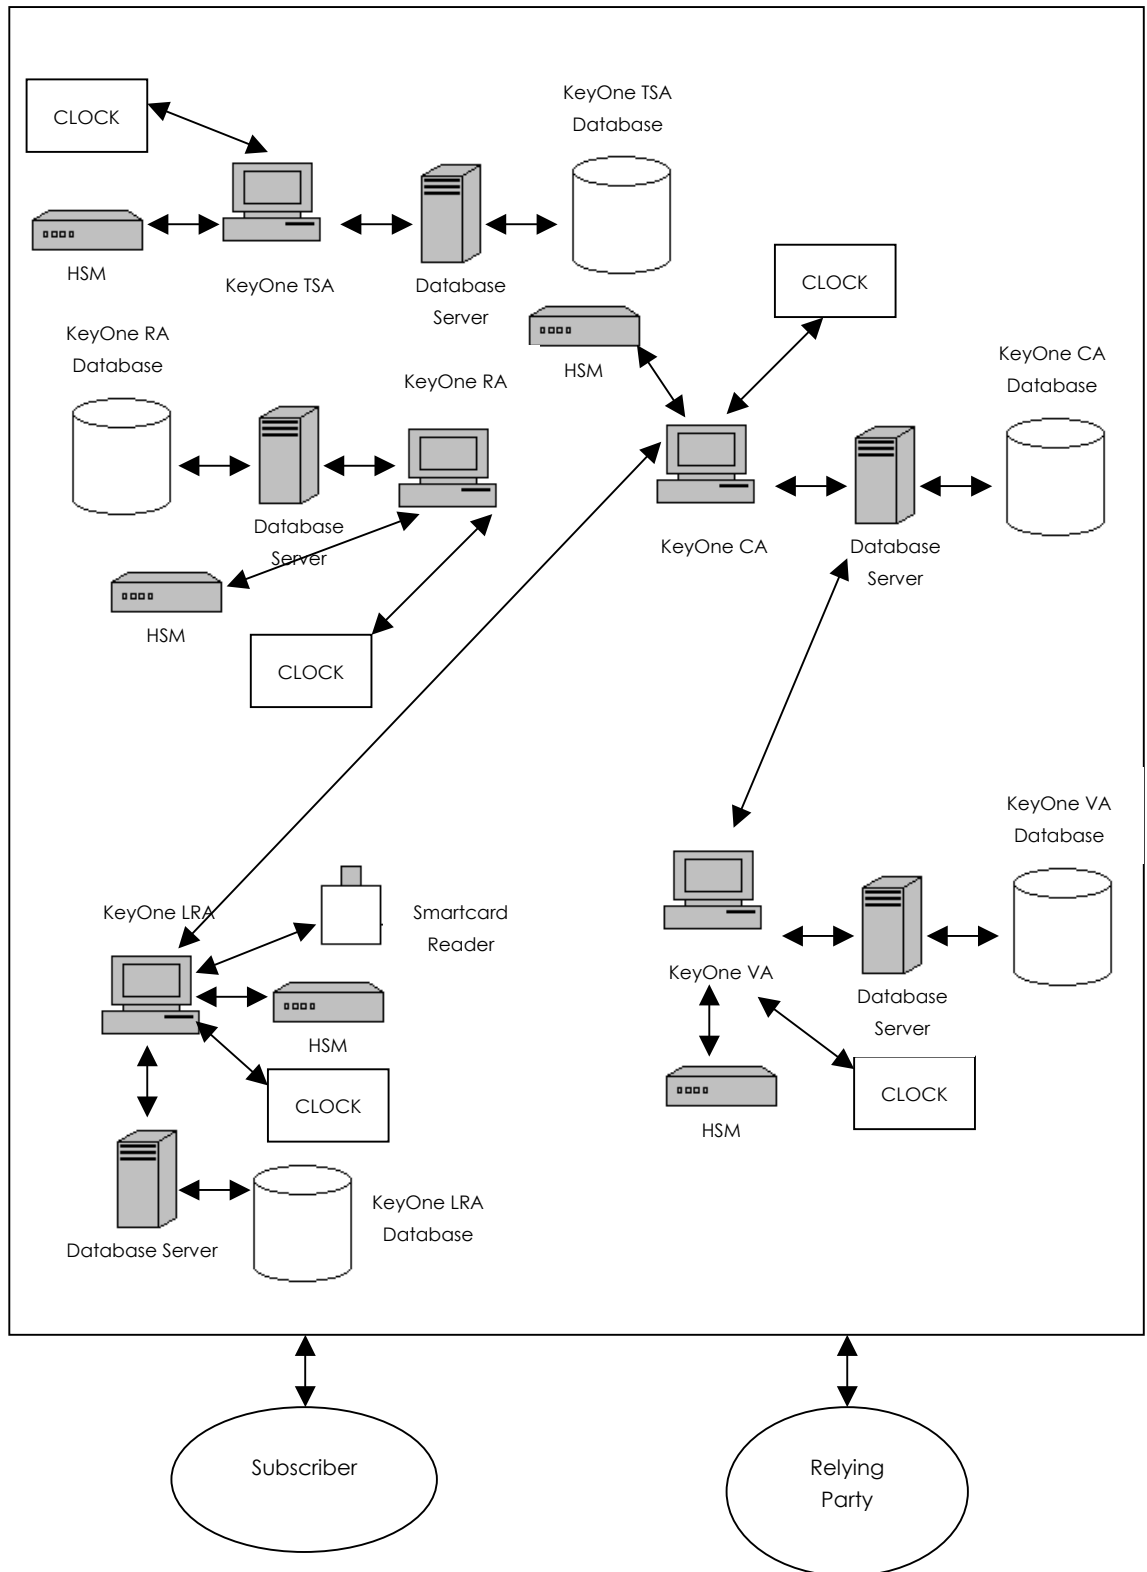 KeyOne TSA
Database
CLOCK
HSM
KeyOne TSA
Database
Server
CLOCK
KeyOne RA
Database
HSM
KeyOne RA
KeyOne CA
Database
Database
Server
KeyOne CA
Database
Server
HSM
CLOCK
KeyOne VA
Database
KeyOne LRA
Smartcard
Reader
KeyOne VA
Database
Server
HSM
CLOCK
CLOCK
HSM
KeyOne LRA
Database
Database Server
Subscriber
Relying
Party